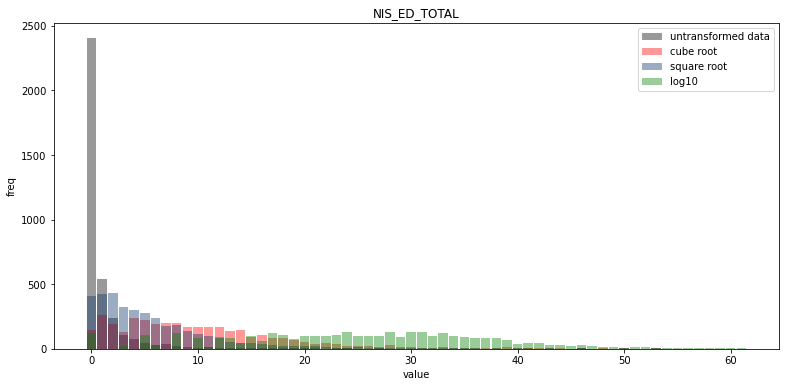 NIS_ED_TOTAL
2500
2000
1500
1000
500
0
freq
untransformed data
cube root
square root
log10
0 10 20 30 40 50 60
value